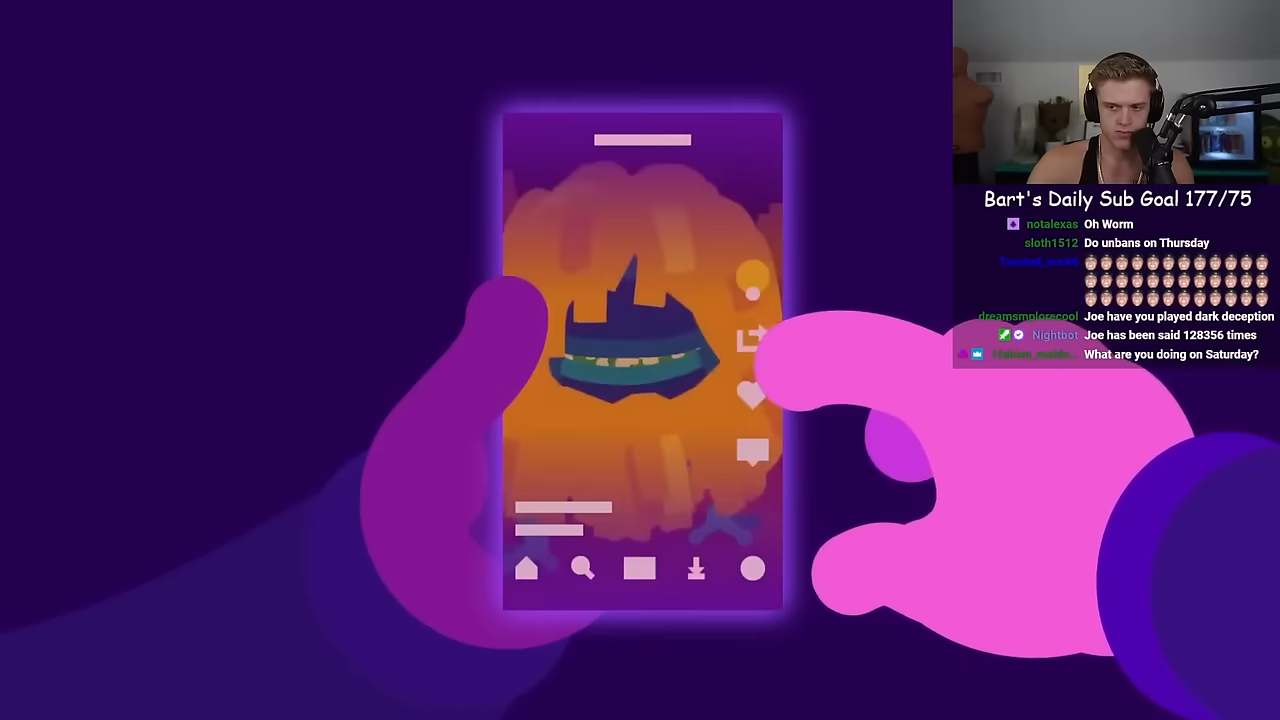 Bart's Daily Sub Goal 177/75
notalexas Oh Worm
sloth1512 Do unbans on Thursday
dreamsmplorecool Joe have you played dark deception
Nightbot Joe has been said 128356 times
What are you doing on Saturday?